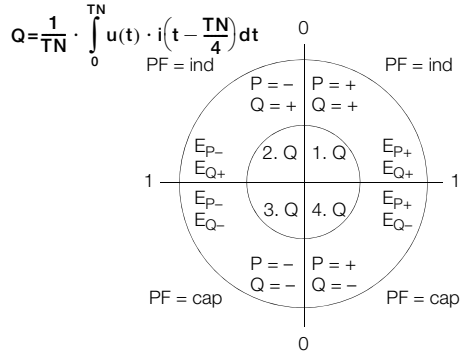 Q = 1/TN · ∫₀^TN u(t) · i(t − TN/4) dt
0
PF = ind PF = ind
P = − P = +
Q = + Q = +
E_P− 2. Q 1. Q E_P+
E_Q+ E_Q+
1 1
E_P− 3. Q 4. Q E_P+
E_Q− E_Q−
P = − P = +
Q = − Q = −
PF = cap PF = cap
0